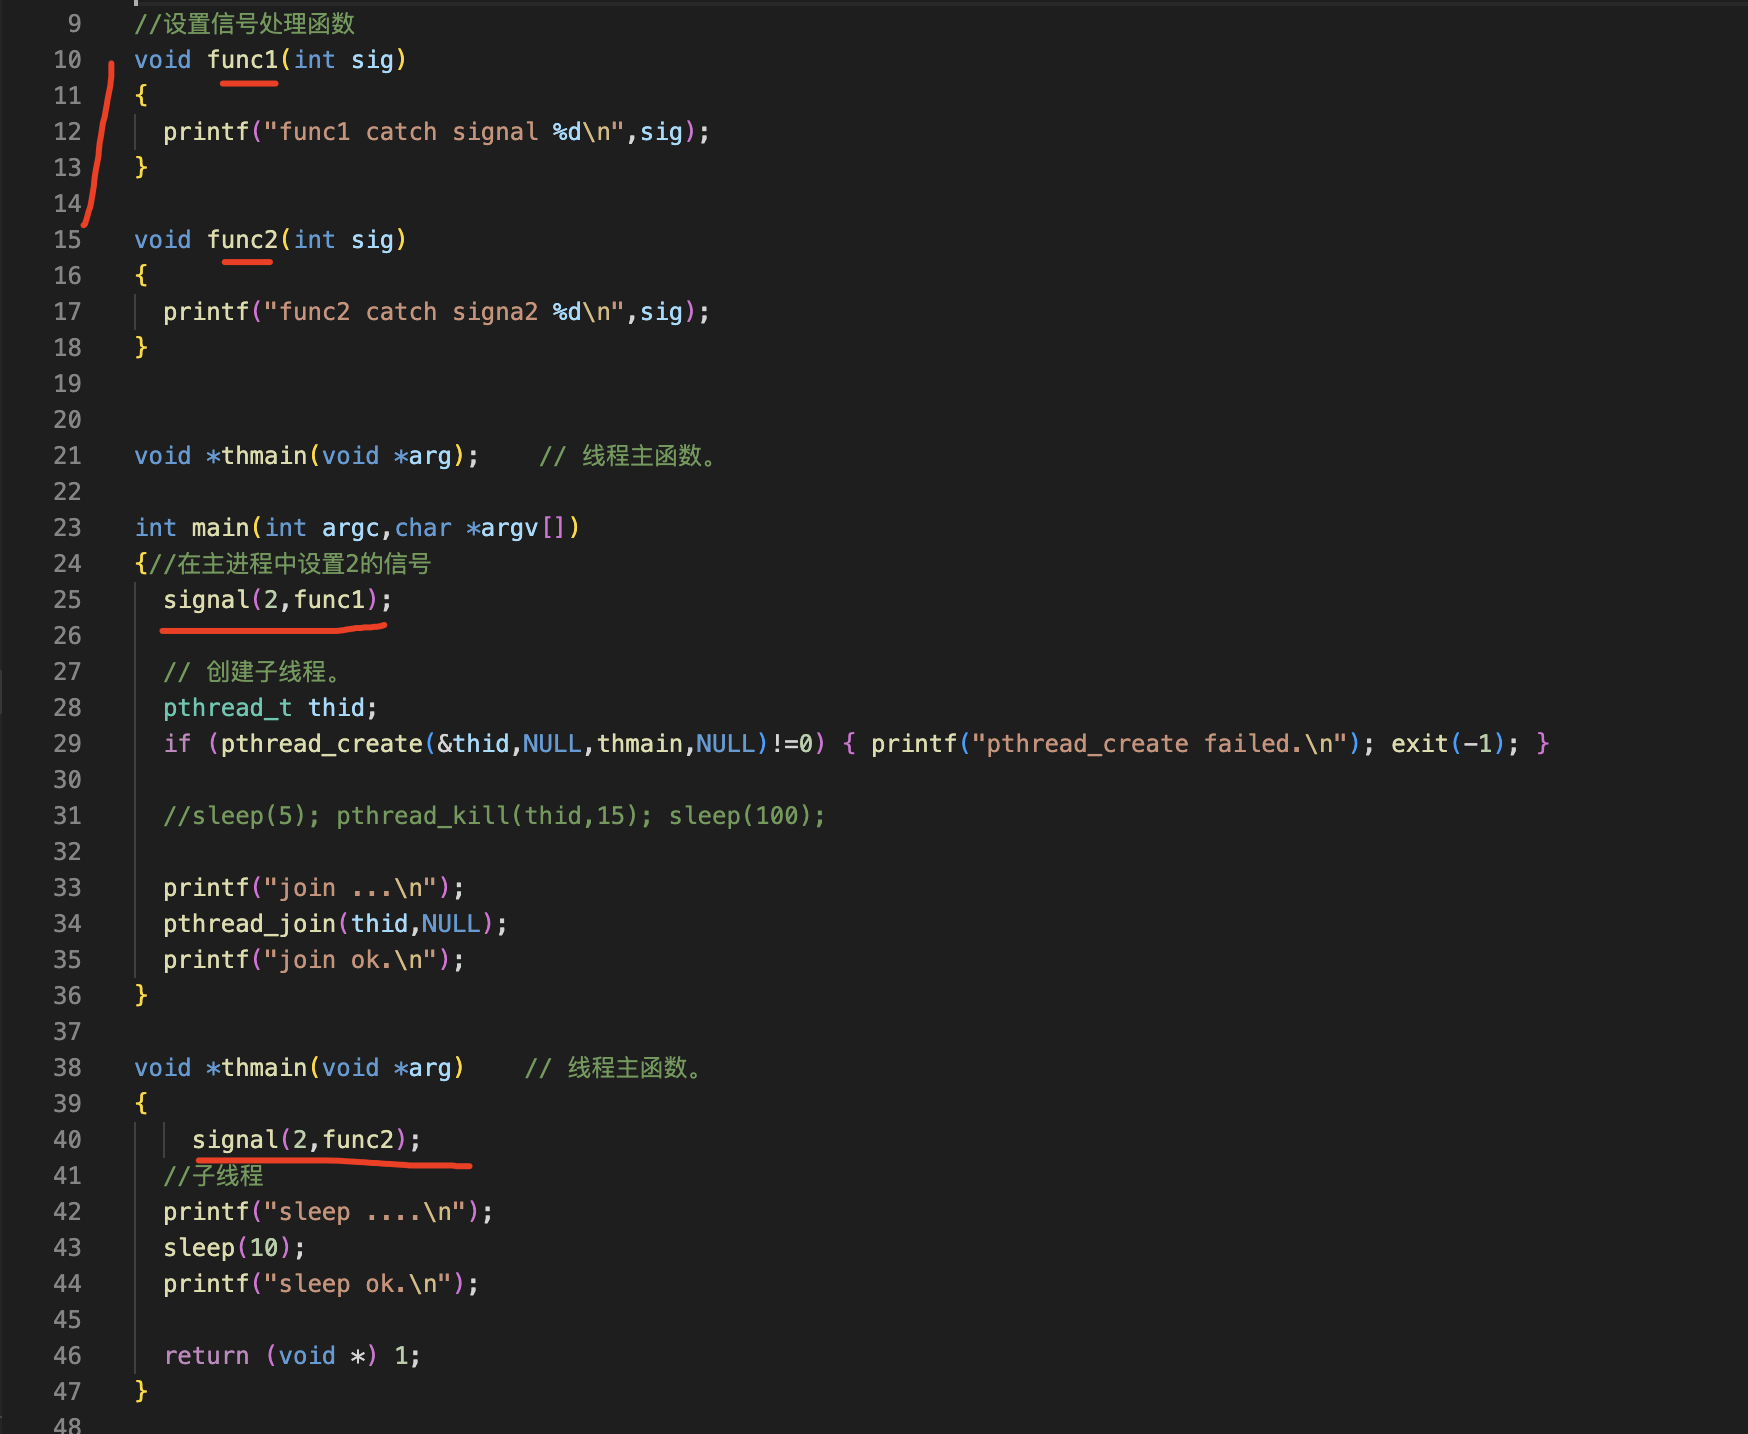 9 //设置信号处理函数
10 void func1(int sig)
11 {
12 printf("func1 catch signal %d\n",sig);
13 }
14
15 void func2(int sig)
16 {
17 printf("func2 catch signa2 %d\n",sig);
18 }
19
20
21 void *thmain(void *arg); // 线程主函数。
22
23 int main(int argc,char *argv[])
24 {//在主进程中设置2的信号
25 signal(2,func1);
26
27 // 创建子线程。
28 pthread_t thid;
29 if (pthread_create(&thid,NULL,thmain,NULL)!=0) { printf("pthread_create failed.\n"); exit(-1); }
30
31 //sleep(5); pthread_kill(thid,15); sleep(100);
32
33 printf("join ...\n");
34 pthread_join(thid,NULL);
35 printf("join ok.\n");
36 }
37
38 void *thmain(void *arg) // 线程主函数。
39 {
40 signal(2,func2);
41 //子线程
42 printf("sleep ....\n");
43 sleep(10);
44 printf("sleep ok.\n");
45
46 return (void *) 1;
47 }
48